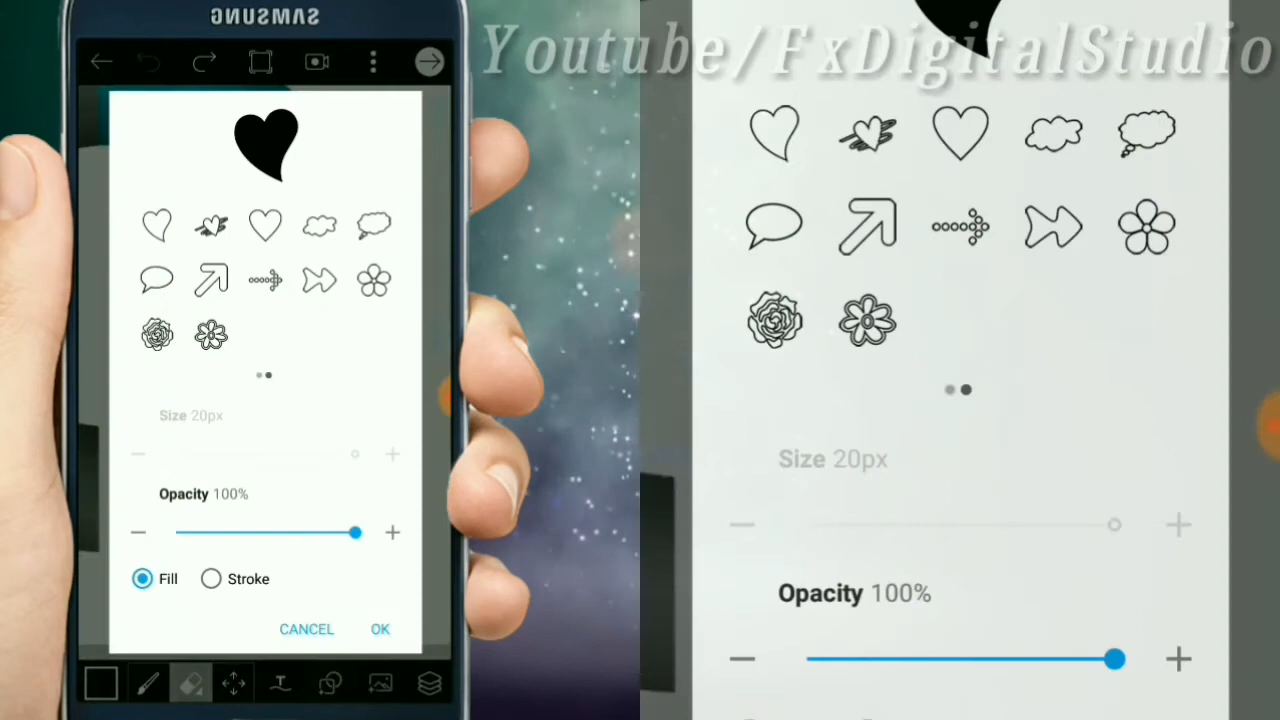 SAMSUNG
Youtube/FxDigitalStudio
Size 20px
Opacity 100%
Fill
Stroke
CANCEL
OK
Size 20px
Opacity 100%